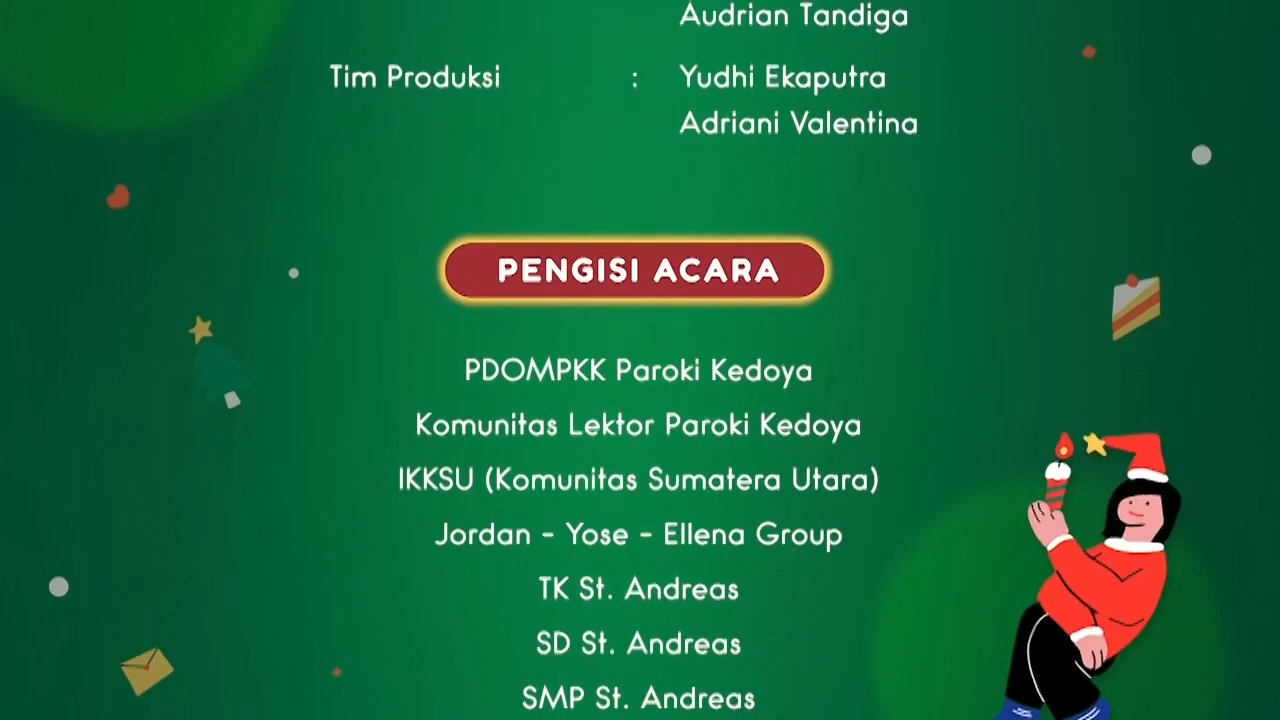 Audrian Tandiga
Tim Produksi : Yudhi Ekaputra
Adriani Valentina
PENGISI ACARA
PDOMPKK Paroki Kedoya
Komunitas Lektor Paroki Kedoya
IKKSU (Komunitas Sumatera Utara)
Jordan - Yose - Ellena Group
TK St. Andreas
SD St. Andreas
SMP St. Andreas